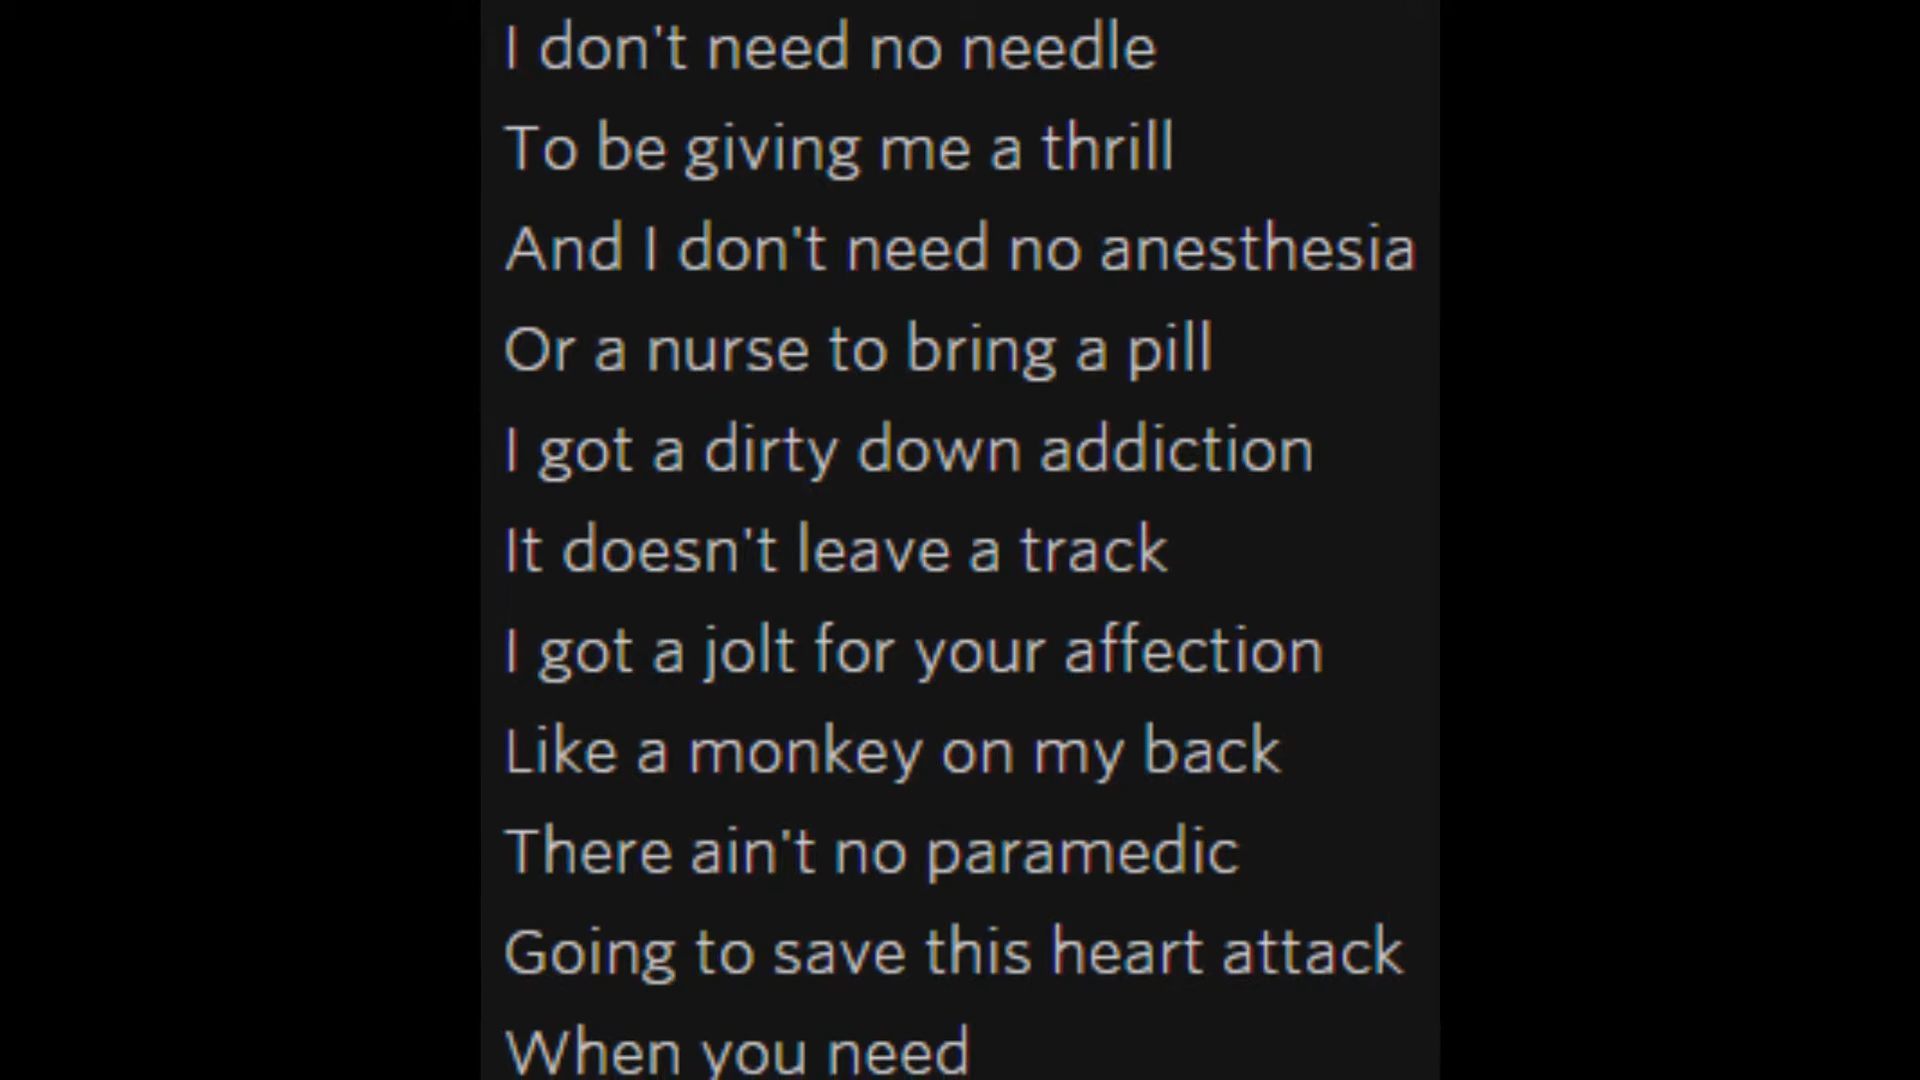 I don't need no needle
To be giving me a thrill
And I don't need no anesthesia
Or a nurse to bring a pill
I got a dirty down addiction
It doesn't leave a track
I got a jolt for your affection
Like a monkey on my back
There ain't no paramedic
Going to save this heart attack
When you need